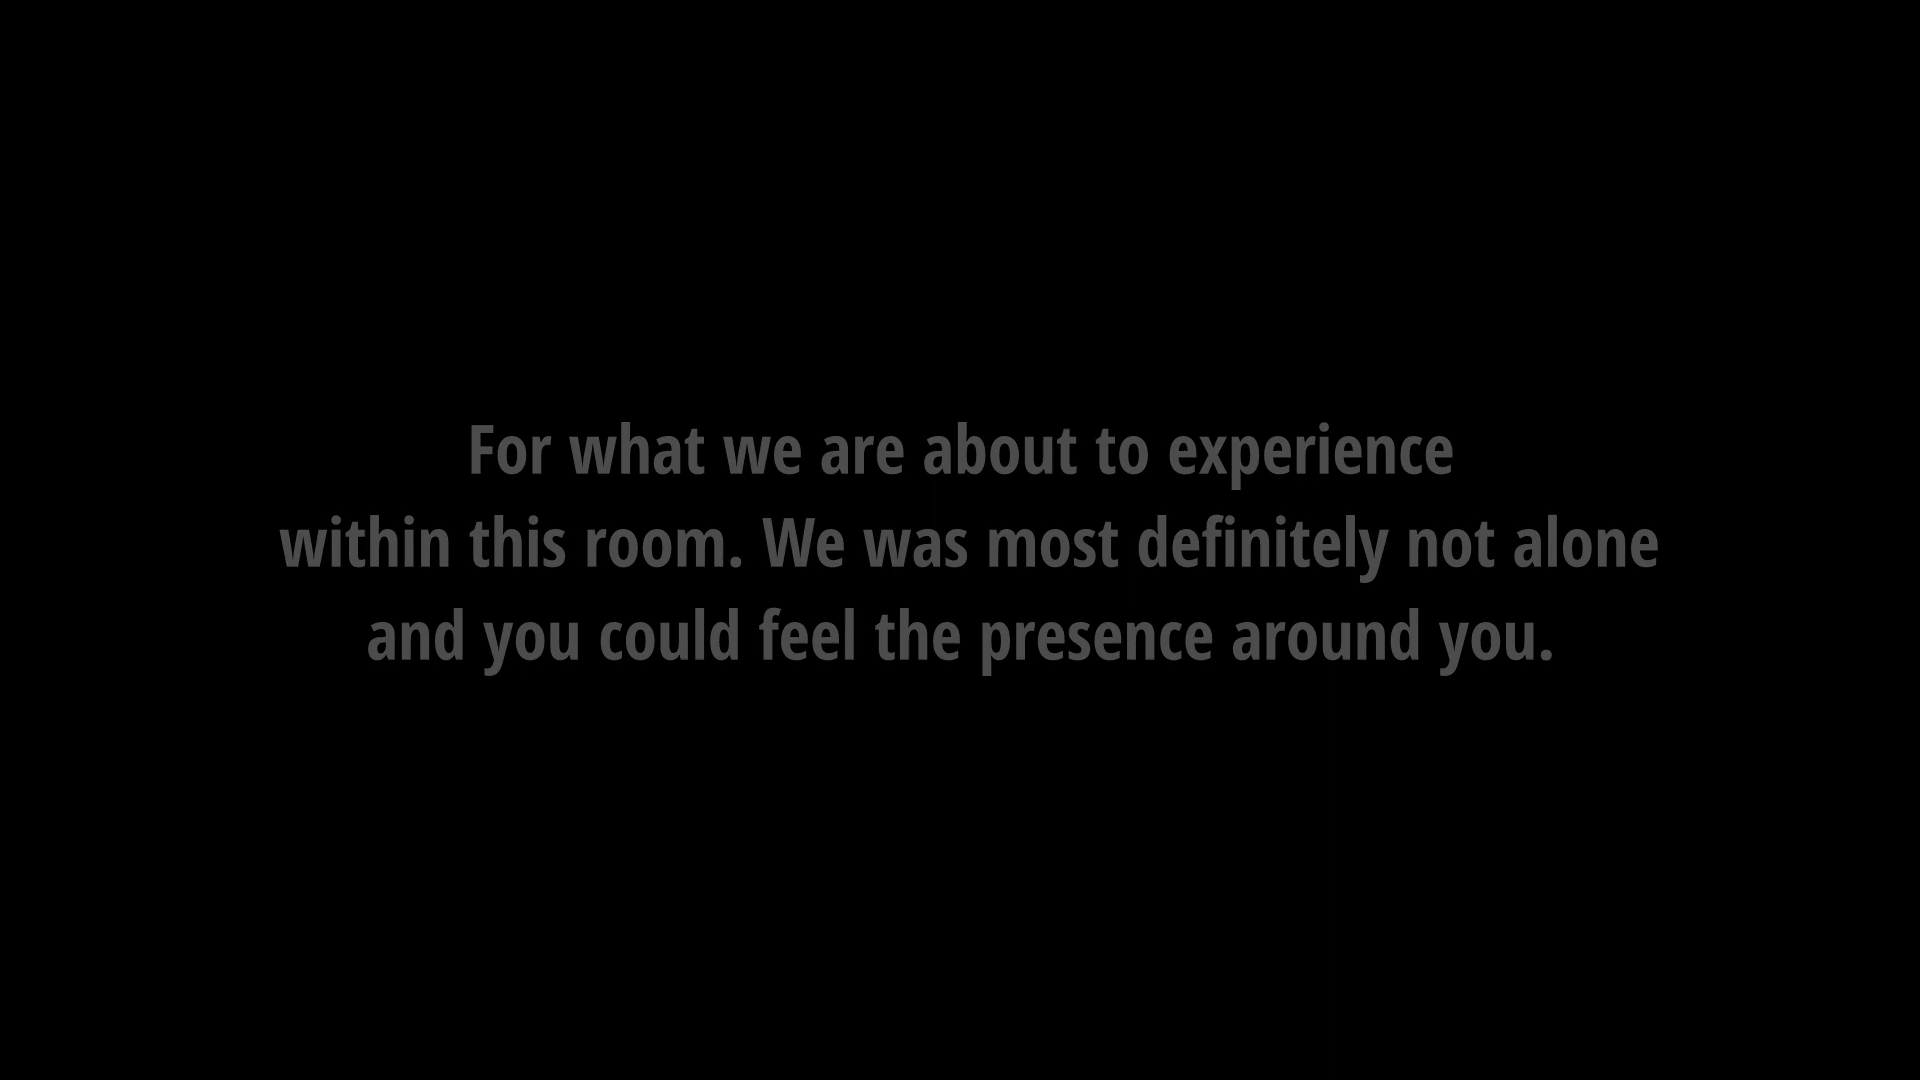 For what we are about to experience
within this room. We was most definitely not alone
and you could feel the presence around you.